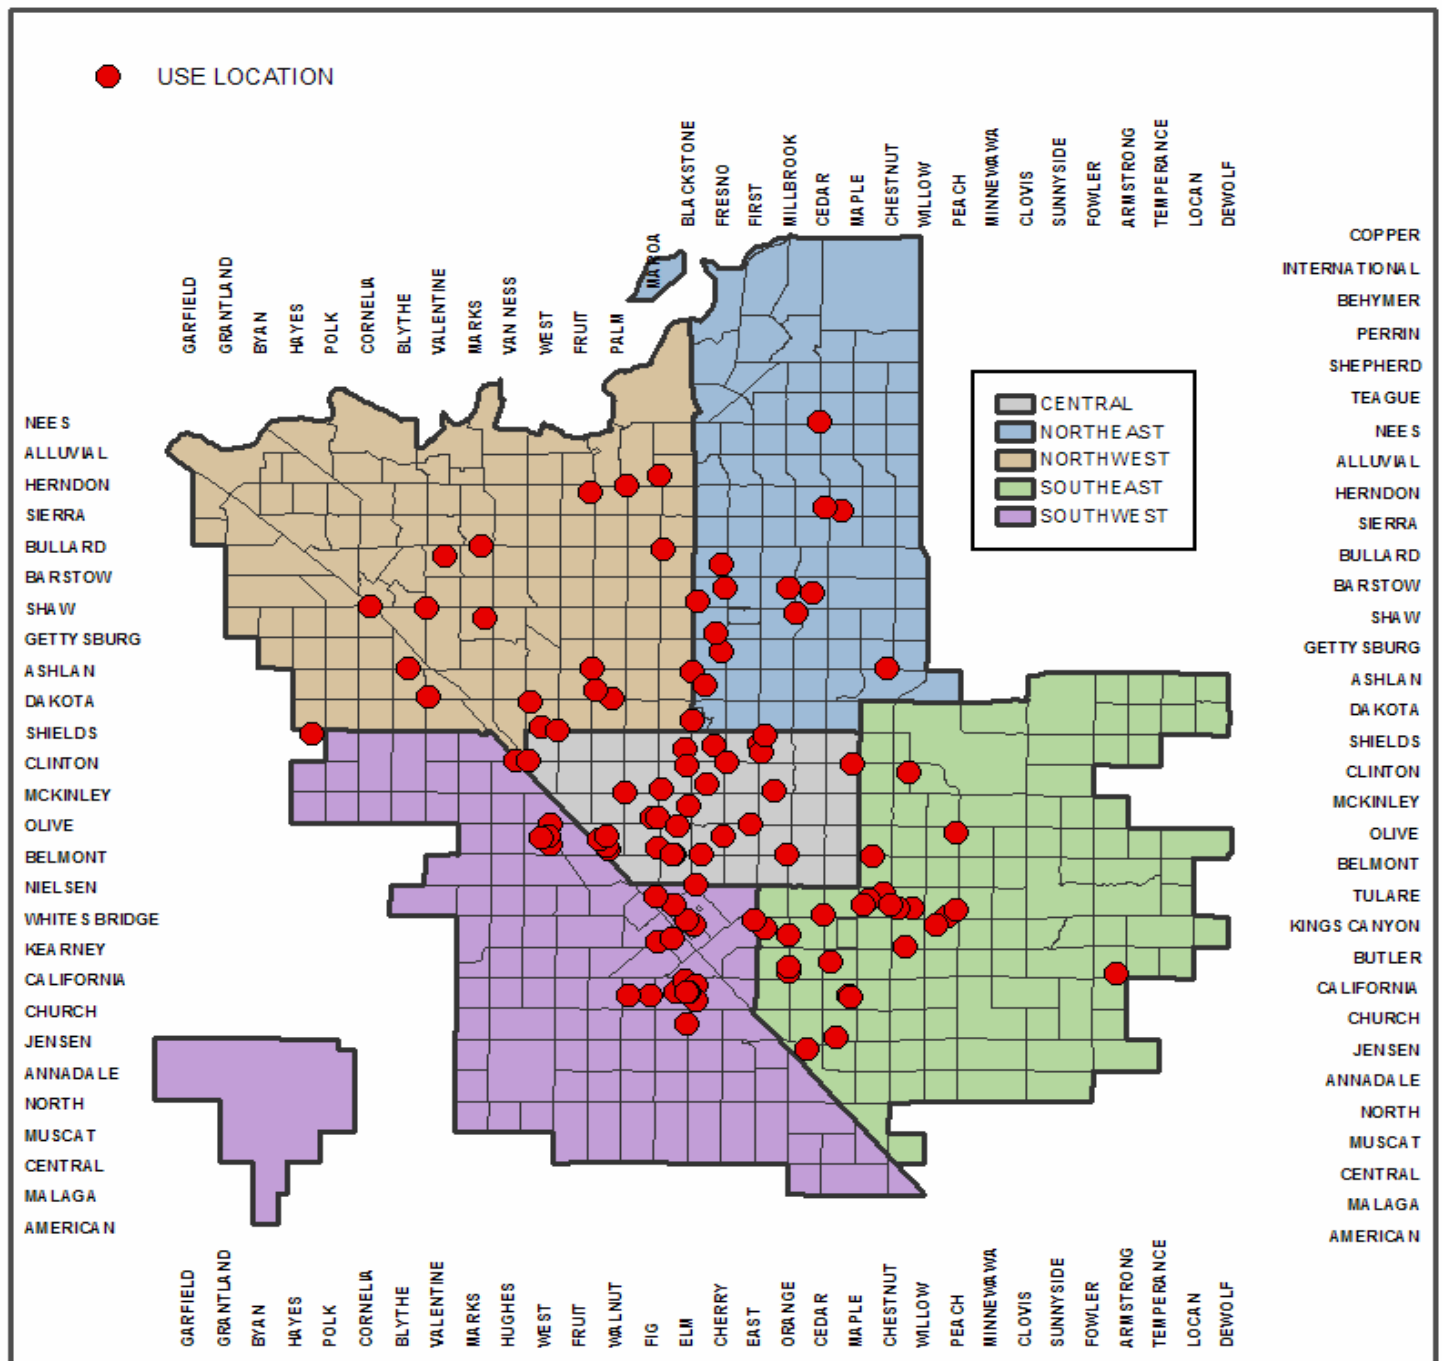 USE LOCATION
BLACKSTONE
FRESNO
FIRST
MILLBROOK
CEDAR
MAPLE
CHESTNUT
WILLOW
PEACH
MINNEWAWA
CLOVIS
SUNNYSIDE
FOWLER
ARMSTRONG
TEMPERANCE
LOCAN
DEWOLF
MAROA
GARFIELD
GRANTLAND
BYAN
HAYES
POLK
CORNELIA
BLYTHE
VALENTINE
MARKS
VAN NESS
WEST
FRUIT
PALM
COPPER
INTERNATIONAL
BEHYMER
PERRIN
SHEPHERD
TEAGUE
NEES
ALLUVIAL
HERNDON
SIERRA
BULLARD
BARSTOW
SHAW
GETTYSBURG
ASHLAN
DAKOTA
SHIELDS
CLINTON
MCKINLEY
OLIVE
BELMONT
TULARE
KINGS CANYON
BUTLER
CALIFORNIA
CHURCH
JENSEN
ANNADALE
NORTH
MUSCAT
CENTRAL
MALAGA
AMERICAN
CENTRAL
NORTHEAST
NORTHWEST
SOUTHEAST
SOUTHWEST
NEES
ALLUVIAL
HERNDON
SIERRA
BULLARD
BARSTOW
SHAW
GETTYSBURG
ASHLAN
DAKOTA
SHIELDS
CLINTON
MCKINLEY
OLIVE
BELMONT
NIELSEN
WHITESBRIDGE
KEARNEY
CALIFORNIA
CHURCH
JENSEN
ANNADALE
NORTH
MUSCAT
CENTRAL
MALAGA
AMERICAN
GARFIELD
GRANTLAND
BYAN
HAYES
POLK
CORNELIA
BLYTHE
VALENTINE
MARKS
HUGHES
WEST
FRUIT
WALNUT
FIG
ELM
CHERRY
EAST
ORANGE
CEDAR
MAPLE
CHESTNUT
WILLOW
PEACH
MINNEWAWA
CLOVIS
SUNNYSIDE
FOWLER
ARMSTRONG
TEMPERANCE
LOCAN
DEWOLF